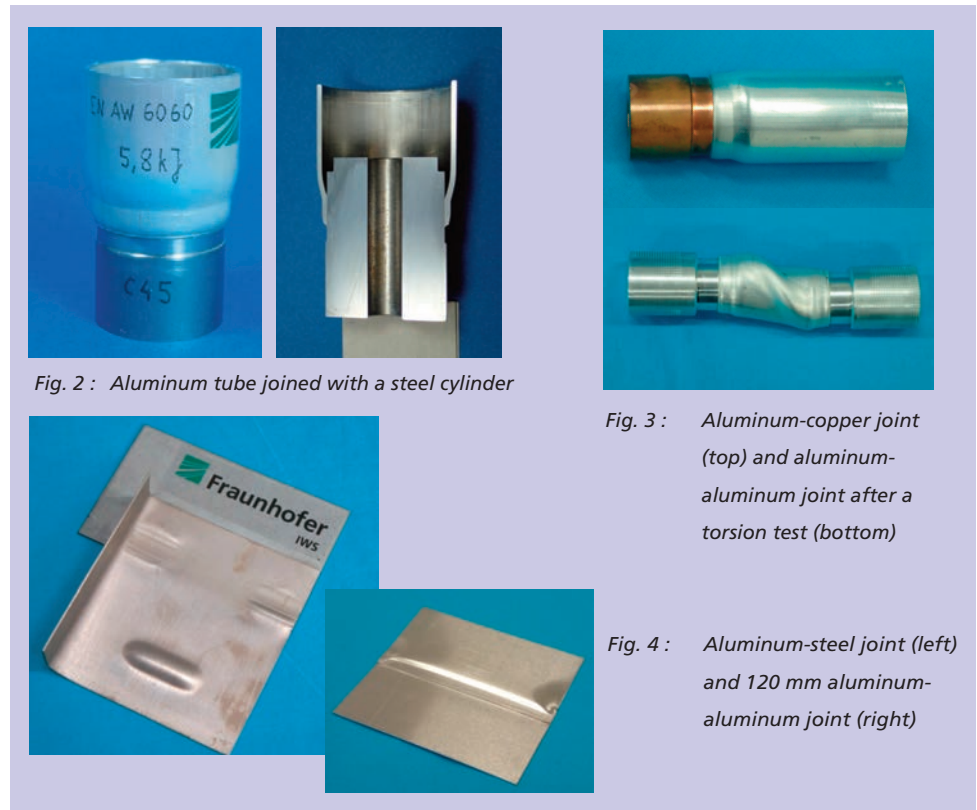 EN AW 6060
5,8kJ
C45
Fig. 2 : Aluminum tube joined with a steel cylinder
Fig. 3 : Aluminum-copper joint
(top) and aluminum-
aluminum joint after a
torsion test (bottom)
Fraunhofer
IWS
Fig. 4 : Aluminum-steel joint (left)
and 120 mm aluminum-
aluminum joint (right)